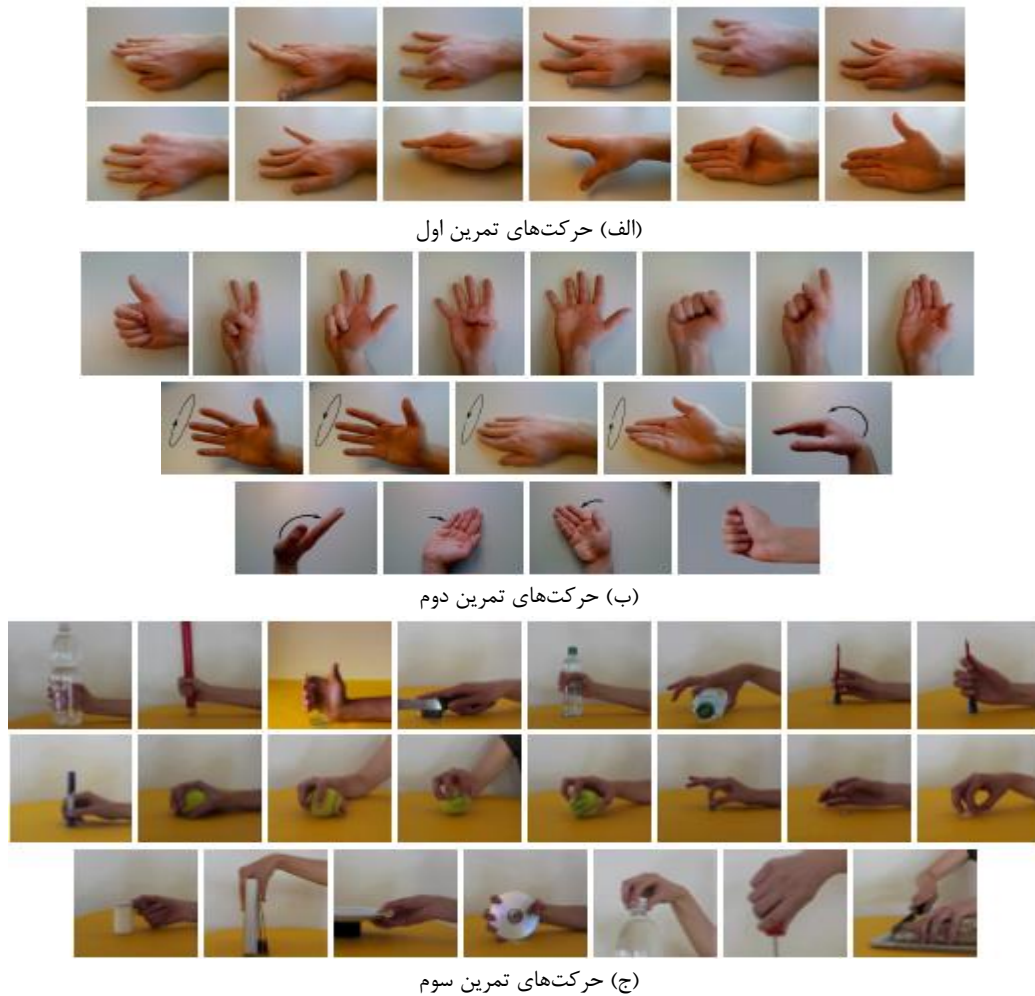 (الف) حرکت‌های تمرین اول
(ب) حرکت‌های تمرین دوم
(ج) حرکت‌های تمرین سوم